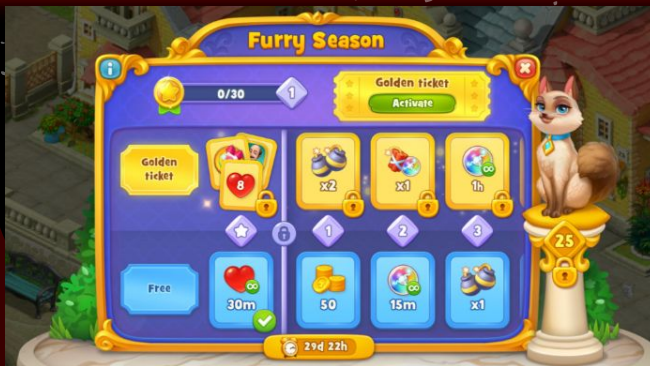 Furry Season
i
0/30
1
Golden ticket
Activate
Golden
ticket
8
x2
x1
1h
1
2
3
25
Free
30m
50
15m
x1
29d 22h